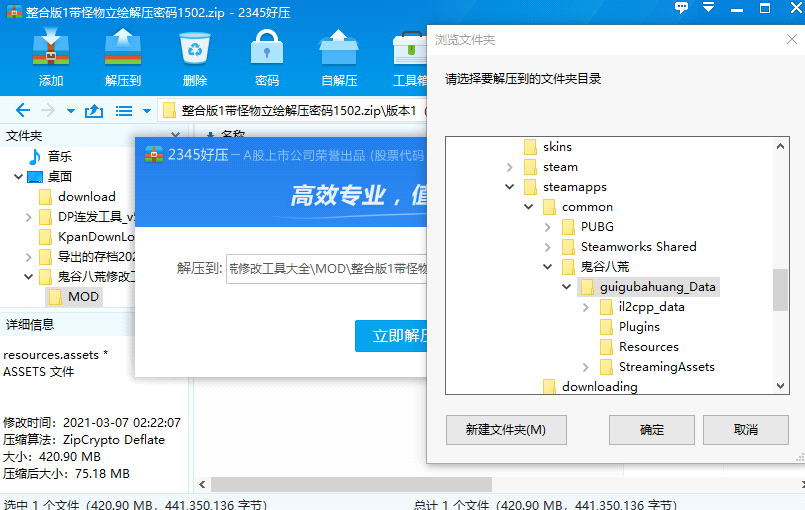 整合版1带怪物立绘解压密码1502.zip - 2345好压
添加
解压到
删除
密码
自解压
工具箱
整合版1带怪物立绘解压密码1502.zip\版本1（
文件夹
名称
音乐
桌面
download
DP连发工具_v5
KpanDownLo
导出的存档202
鬼谷八荒修改工
MOD
详细信息
resources.assets *
ASSETS 文件
修改时间：2021-03-07 02:22:07
压缩算法：ZipCrypto Deflate
大小：420.90 MB
压缩后大小：75.18 MB
选中 1 个文件（420.90 MB，441,350,136 字节）
总计 1 个文件（420.90 MB，441,350,136 字节）
2345好压 – A股上市公司荣誉出品 (股票代码
高效专业，值
解压到:
荒修改工具大全\MOD\整合版1带怪物
立即解压
浏览文件夹
请选择要解压到的文件夹目录
skins
steam
steamapps
common
PUBG
Steamworks Shared
鬼谷八荒
guigubahuang_Data
il2cpp_data
Plugins
Resources
StreamingAssets
downloading
新建文件夹(M)
确定
取消